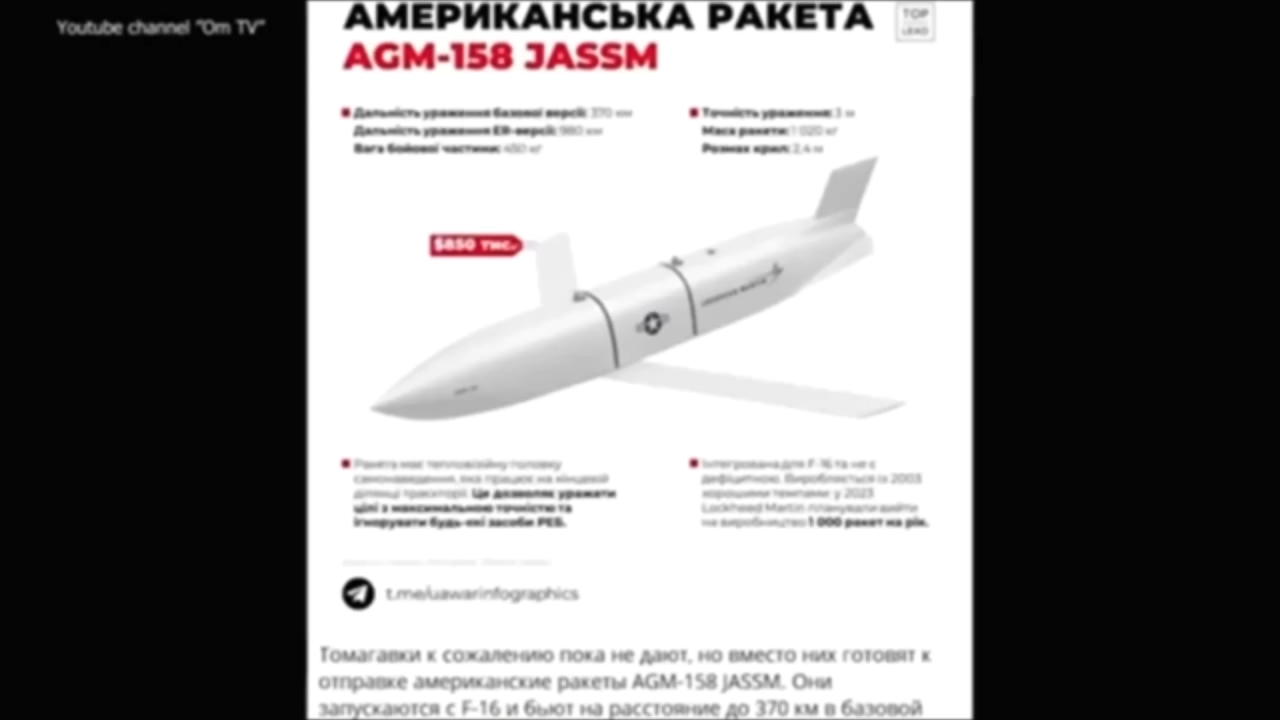 Youtube channel "Om TV"
АМЕРИКАНСЬКА РАКЕТА
TOP
LEAD
AGM-158 JASSM
Дальність ураження базової версії: 370 км
Дальність ураження ER-версії: 980 км
Вага бойової частини: 450 кг
Точність ураження: 3 м
Маса ракети: 1 020 кг
Розмах крил: 2,4 м
$850 тис.
Ракета має тепловізійну головку
самонаведення, яка працює на кінцевій
ділянці траєкторії. Це дозволяє уражати
цілі з максимальною точністю та
ігнорувати будь-які засоби РЕБ.
Інтегрована для F-16 та не є
дефіцитною. Виробляється із 2003
хорошими темпами: у 2023
Lockheed Martin планували вийти
на виробництво 1 000 ракет на рік.
t.me/uawarinfographics
Томагавки к сожалению пока не дают, но вместо них готовят к
отправке американские ракеты AGM-158 JASSM. Они
запускаются с F-16 и бьют на расстояние до 370 км в базовой